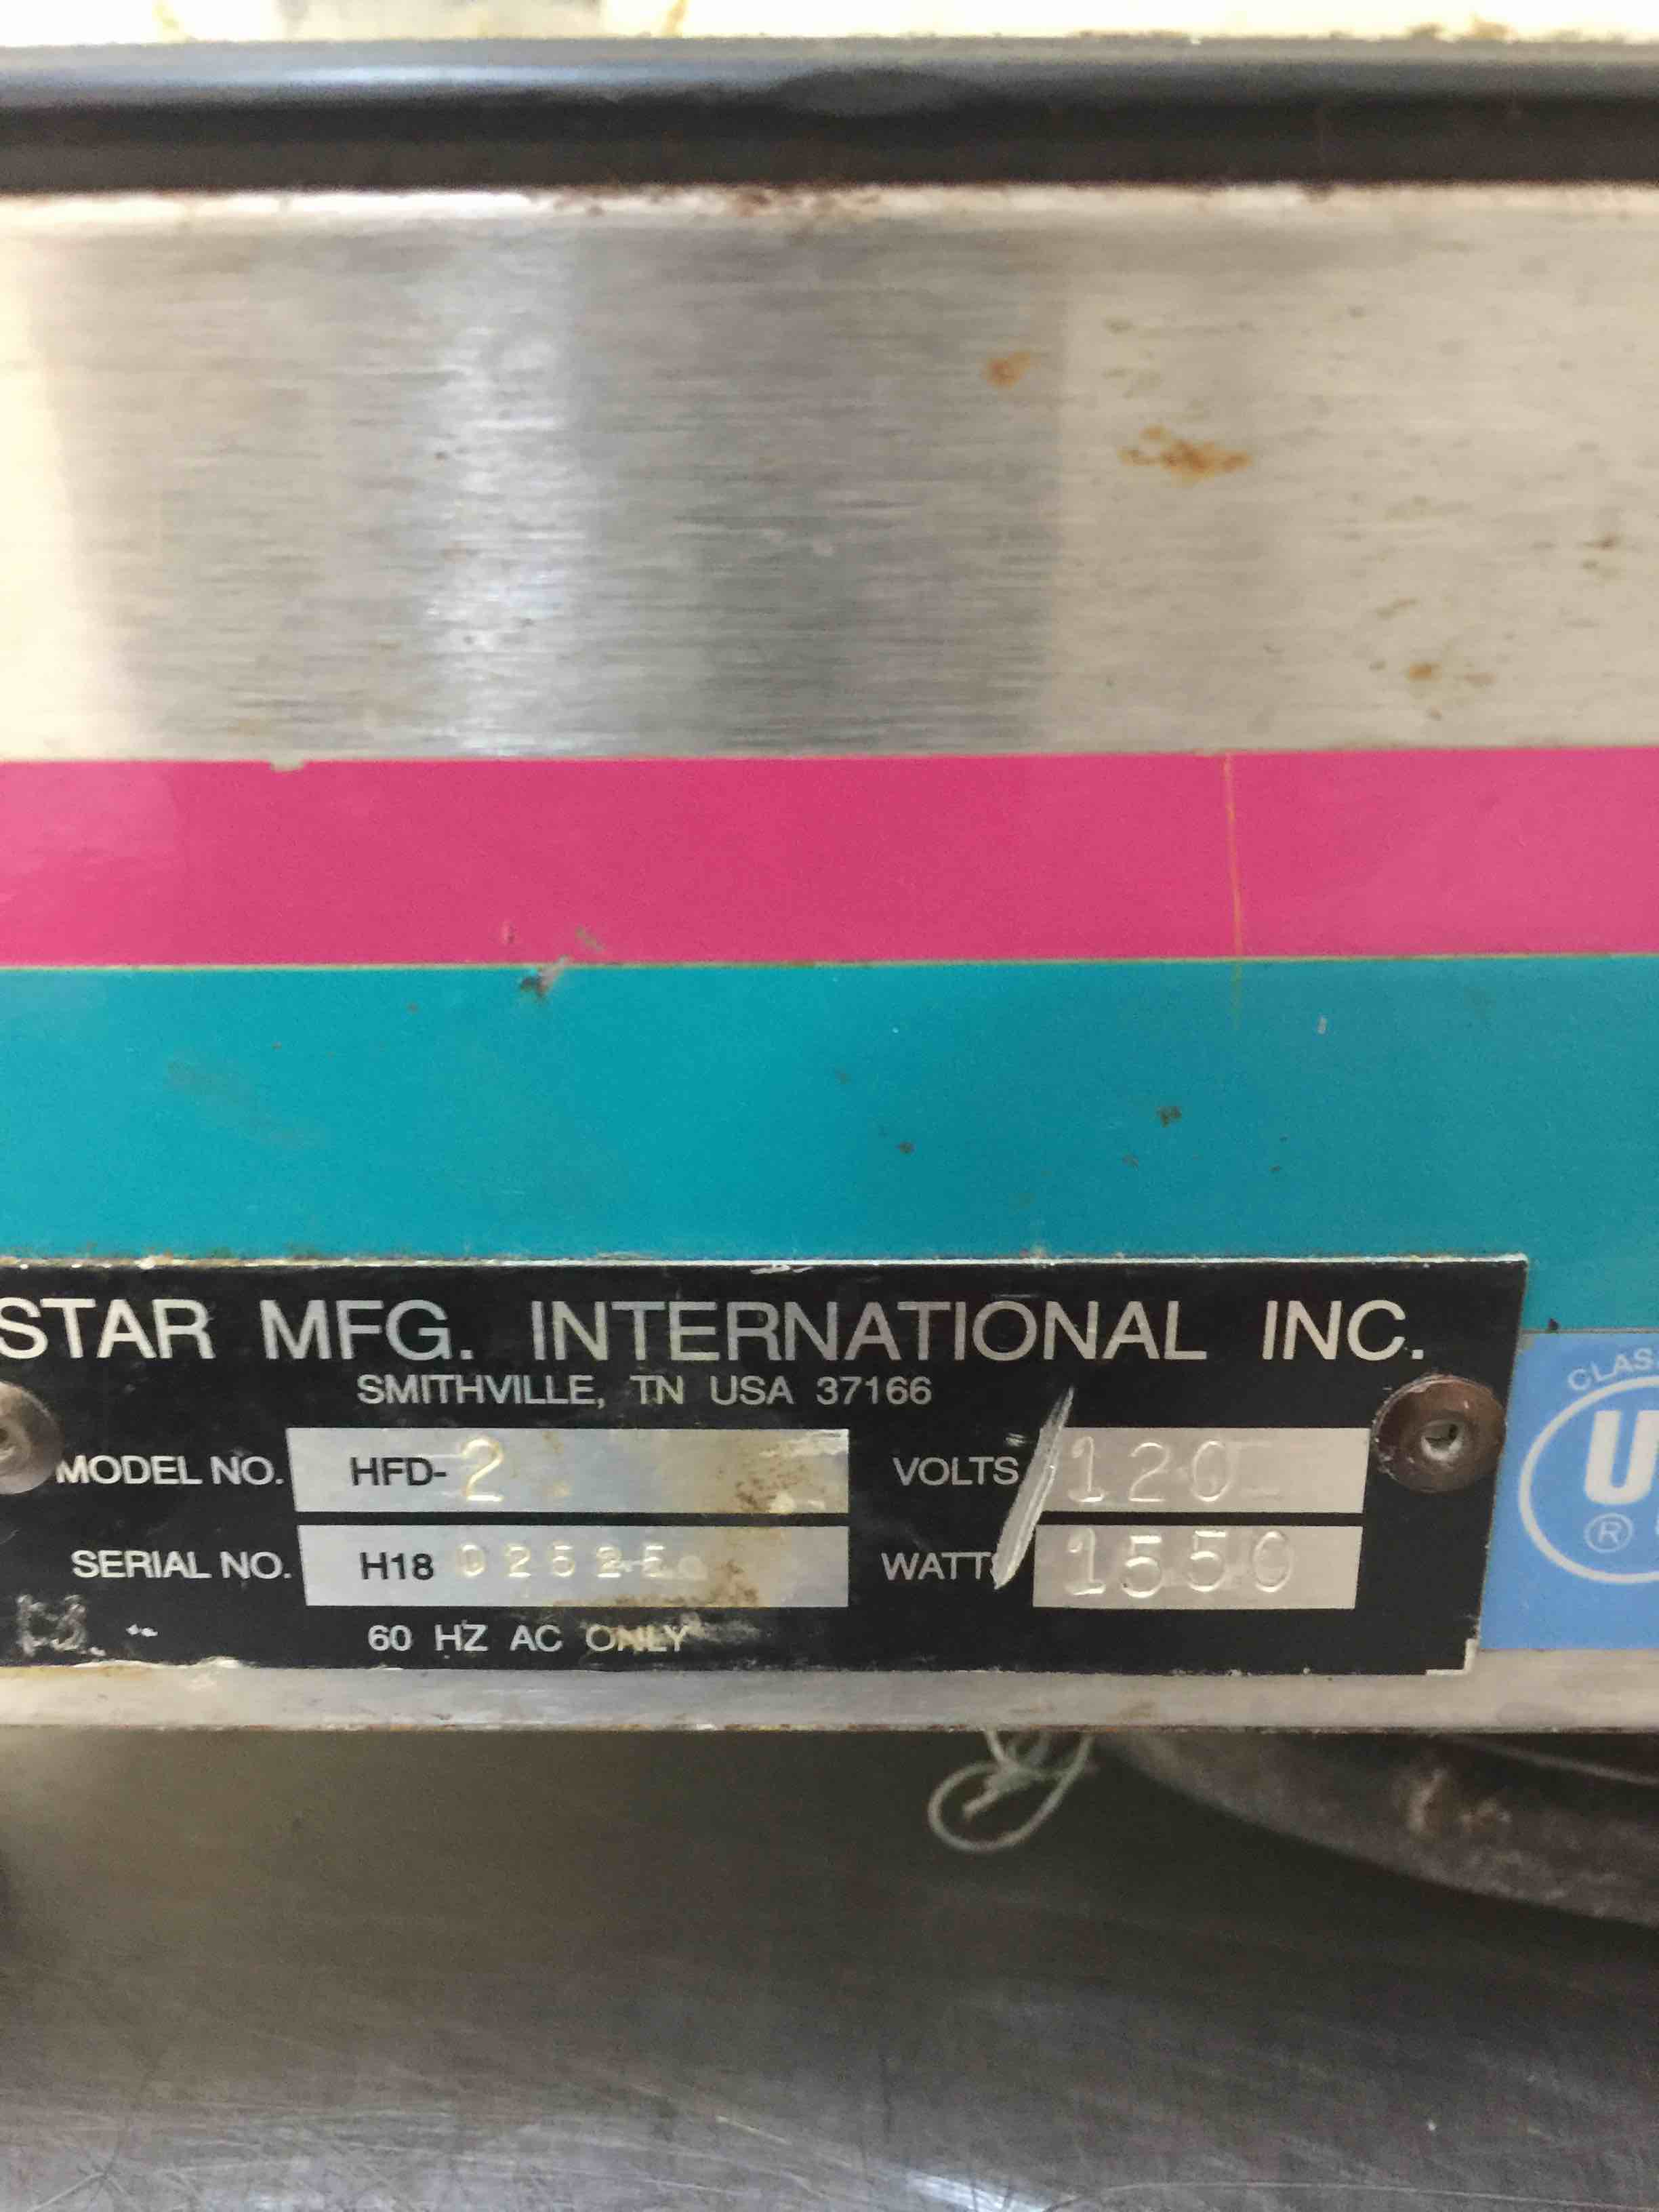 STAR MFG. INTERNATIONAL INC.
SMITHVILLE, TN USA 37166
MODEL NO. HFD-2 VOLTS 120
SERIAL NO. H18 WATTS 1550
60 HZ AC ONLY
®